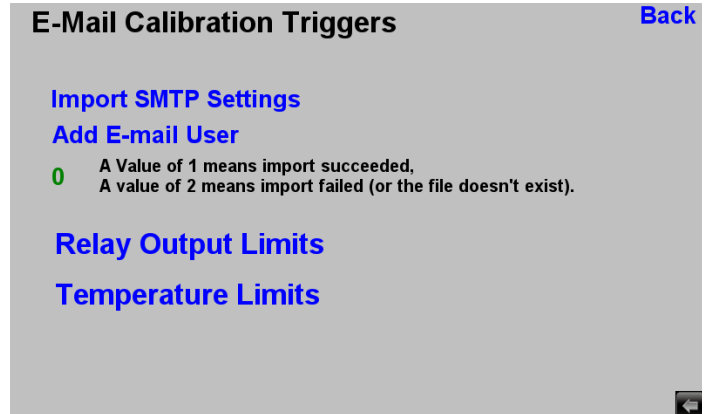 E-Mail Calibration Triggers
Back
Import SMTP Settings
Add E-mail User
0
A Value of 1 means import succeeded,
A value of 2 means import failed (or the file doesn't exist).
Relay Output Limits
Temperature Limits